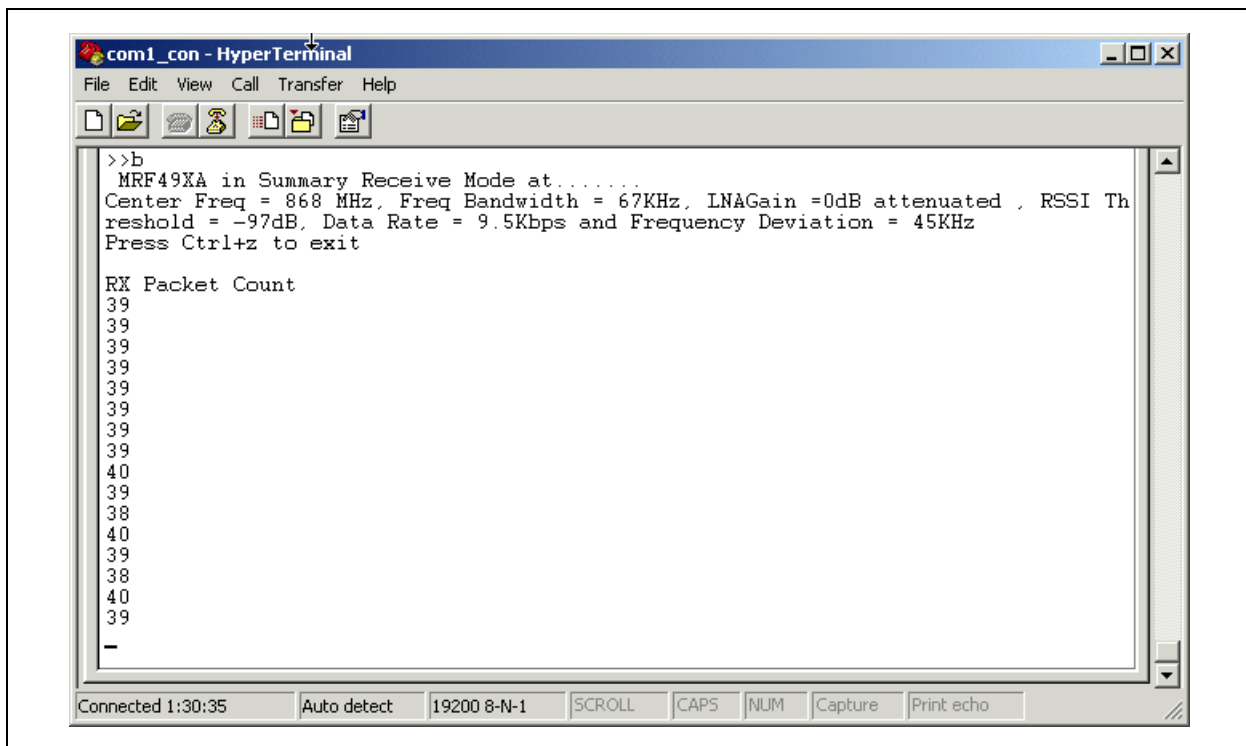 com1_con - HyperTerminal
File Edit View Call Transfer Help
>>b
MRF49XA in Summary Receive Mode at.......
Center Freq = 868 MHz, Freq Bandwidth = 67KHz, LNAGain =0dB attenuated , RSSI Th
reshold = -97dB, Data Rate = 9.5Kbps and Frequency Deviation = 45KHz
Press Ctrl+z to exit
RX Packet Count
39
39
39
39
39
39
39
39
40
39
38
40
39
38
40
39
Connected 1:30:35 Auto detect 19200 8-N-1 SCROLL CAPS NUM Capture Print echo